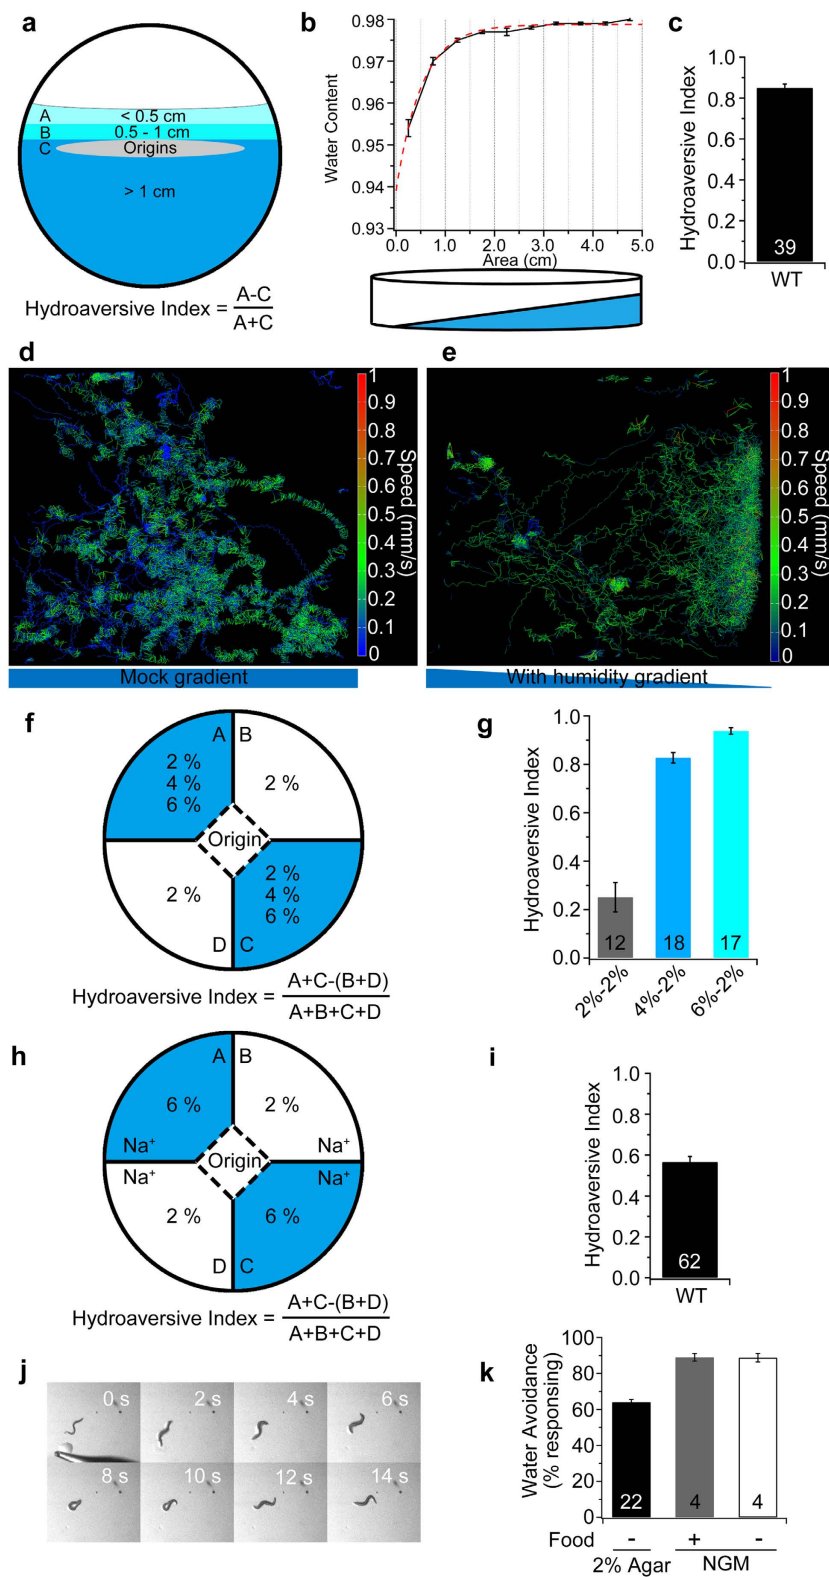 a
A
< 0.5 cm
B
0.5 - 1 cm
C
Origins
> 1 cm
Hydroaversive Index = A-C
A+C
b
0.98
0.97
0.96
0.95
0.94
0.93
Water Content
0.0 1.0 2.0 3.0 4.0 5.0
Area (cm)
c
1.0
0.8
0.6
0.4
0.2
0.0
Hydroaversive Index
39
WT
d
1
0.9
0.8
0.7
0.6
0.5
0.4
0.3
0.2
0.1
0
Speed (mm/s)
Mock gradient
e
1
0.9
0.8
0.7
0.6
0.5
0.4
0.3
0.2
0.1
0
Speed (mm/s)
With humidity gradient
f
A B
2 %
4 %
6 %
2 %
Origin
2 %
2 %
4 %
6 %
D C
Hydroaversive Index = A+C-(B+D)
A+B+C+D
g
1.0
0.8
0.6
0.4
0.2
0.0
Hydroaversive Index
12 18 17
2%-2% 4%-2% 6%-2%
h
A B
6 % 2 %
Na+ Na+
Origin
Na+ Na+
2 % 6 %
D C
Hydroaversive Index = A+C-(B+D)
A+B+C+D
i
1.0
0.8
0.6
0.4
0.2
0.0
Hydroaversive Index
62
WT
j
0 s 2 s 4 s 6 s
8 s 10 s 12 s 14 s
k
100
80
60
40
20
0
Water Avoidance
(% responsing)
22 4 4
Food - + -
2% Agar NGM